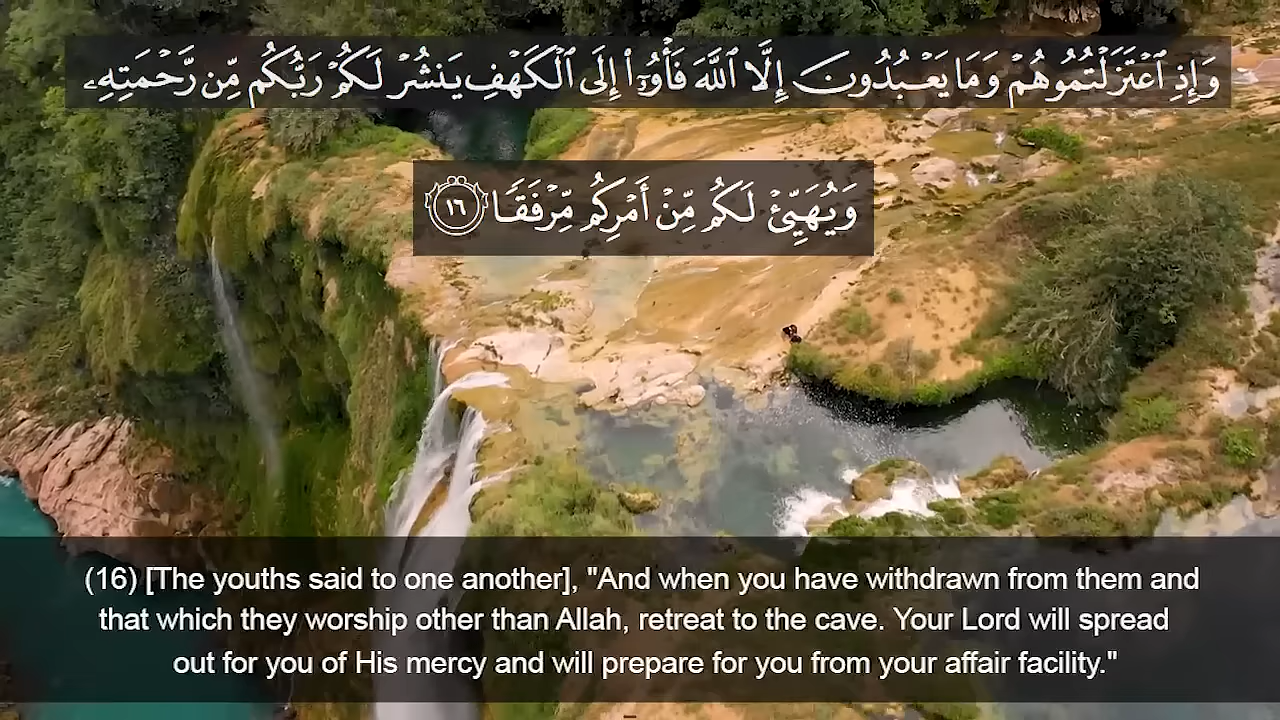 وَإِذِ ٱعْتَزَلْتُمُوهُمْ وَمَا يَعْبُدُونَ إِلَّا ٱللَّهَ فَأْوُۥٓا۟ إِلَى ٱلْكَهْفِ يَنشُرْ لَكُمْ رَبُّكُم مِّن رَّحْمَتِهِۦ
وَيُهَيِّئْ لَكُم مِّنْ أَمْرِكُم مِّرْفَقًا ١٦
(16) [The youths said to one another], "And when you have withdrawn from them and
that which they worship other than Allah, retreat to the cave. Your Lord will spread
out for you of His mercy and will prepare for you from your affair facility."